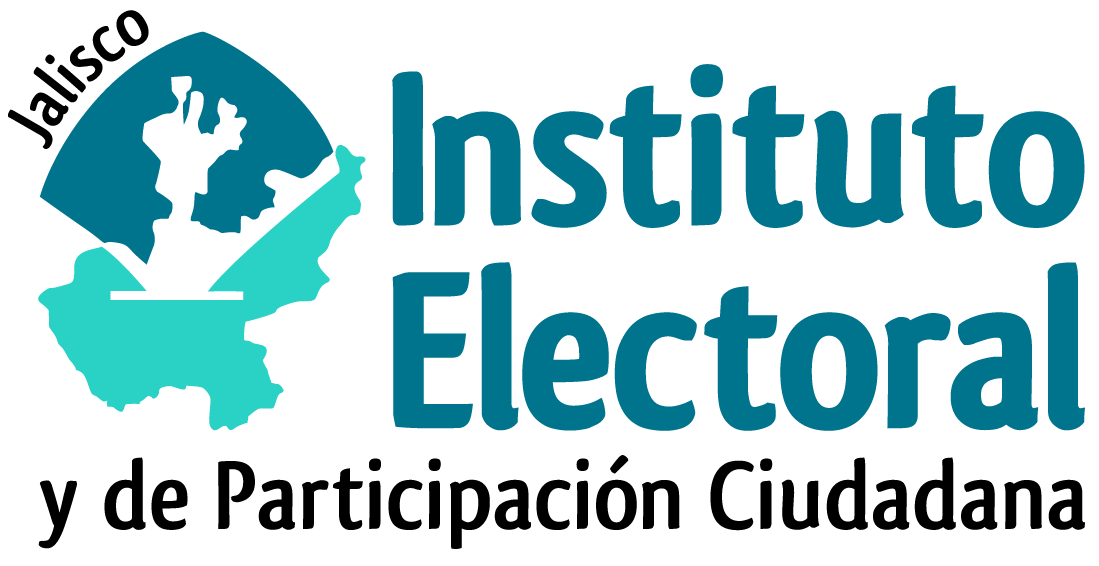 Jalisco
Instituto
Electoral
y de Participación Ciudadana